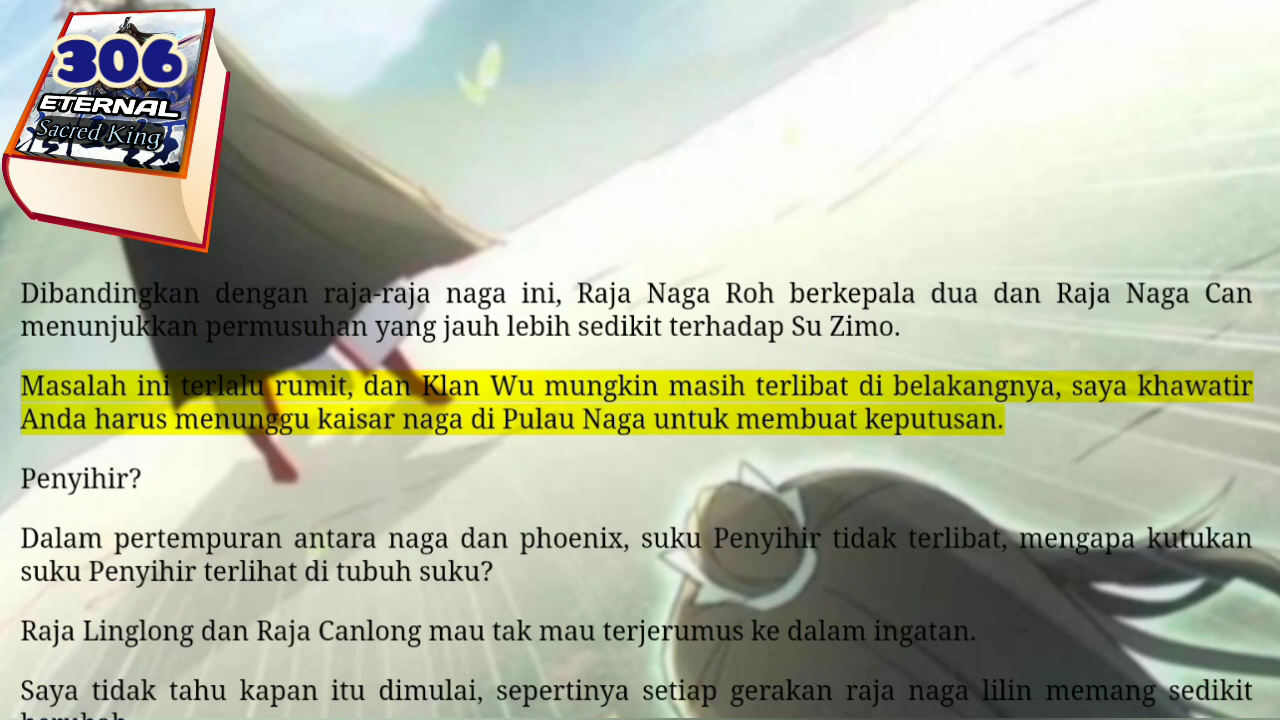 306
ETERNAL
Sacred King
Dibandingkan dengan raja-raja naga ini, Raja Naga Roh berkepala dua dan Raja Naga Can
menunjukkan permusuhan yang jauh lebih sedikit terhadap Su Zimo.
Masalah ini terlalu rumit, dan Klan Wu mungkin masih terlibat di belakangnya, saya khawatir
Anda harus menunggu kaisar naga di Pulau Naga untuk membuat keputusan.
Penyihir?
Dalam pertempuran antara naga dan phoenix, suku Penyihir tidak terlibat, mengapa kutukan
suku Penyihir terlihat di tubuh suku?
Raja Linglong dan Raja Canlong mau tak mau terjerumus ke dalam ingatan.
Saya tidak tahu kapan itu dimulai, sepertinya setiap gerakan raja naga lilin memang sedikit